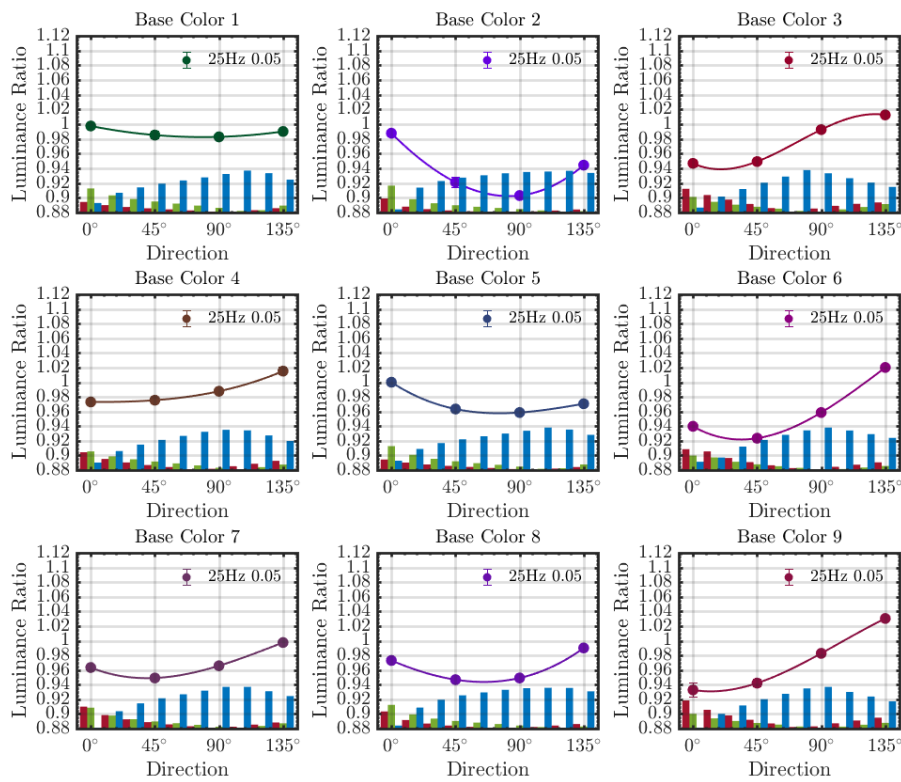 Base Color 1
Luminance Ratio
1.12
1.1
1.08
1.06
1.04
1.02
1
0.98
0.96
0.94
0.92
0.9
0.88
25Hz 0.05
0° 45° 90° 135°
Direction
Base Color 2
Luminance Ratio
1.12
1.1
1.08
1.06
1.04
1.02
1
0.98
0.96
0.94
0.92
0.9
0.88
25Hz 0.05
0° 45° 90° 135°
Direction
Base Color 3
Luminance Ratio
1.12
1.1
1.08
1.06
1.04
1.02
1
0.98
0.96
0.94
0.92
0.9
0.88
25Hz 0.05
0° 45° 90° 135°
Direction
Base Color 4
Luminance Ratio
1.12
1.1
1.08
1.06
1.04
1.02
1
0.98
0.96
0.94
0.92
0.9
0.88
25Hz 0.05
0° 45° 90° 135°
Direction
Base Color 5
Luminance Ratio
1.12
1.1
1.08
1.06
1.04
1.02
1
0.98
0.96
0.94
0.92
0.9
0.88
25Hz 0.05
0° 45° 90° 135°
Direction
Base Color 6
Luminance Ratio
1.12
1.1
1.08
1.06
1.04
1.02
1
0.98
0.96
0.94
0.92
0.9
0.88
25Hz 0.05
0° 45° 90° 135°
Direction
Base Color 7
Luminance Ratio
1.12
1.1
1.08
1.06
1.04
1.02
1
0.98
0.96
0.94
0.92
0.9
0.88
25Hz 0.05
0° 45° 90° 135°
Direction
Base Color 8
Luminance Ratio
1.12
1.1
1.08
1.06
1.04
1.02
1
0.98
0.96
0.94
0.92
0.9
0.88
25Hz 0.05
0° 45° 90° 135°
Direction
Base Color 9
Luminance Ratio
1.12
1.1
1.08
1.06
1.04
1.02
1
0.98
0.96
0.94
0.92
0.9
0.88
25Hz 0.05
0° 45° 90° 135°
Direction